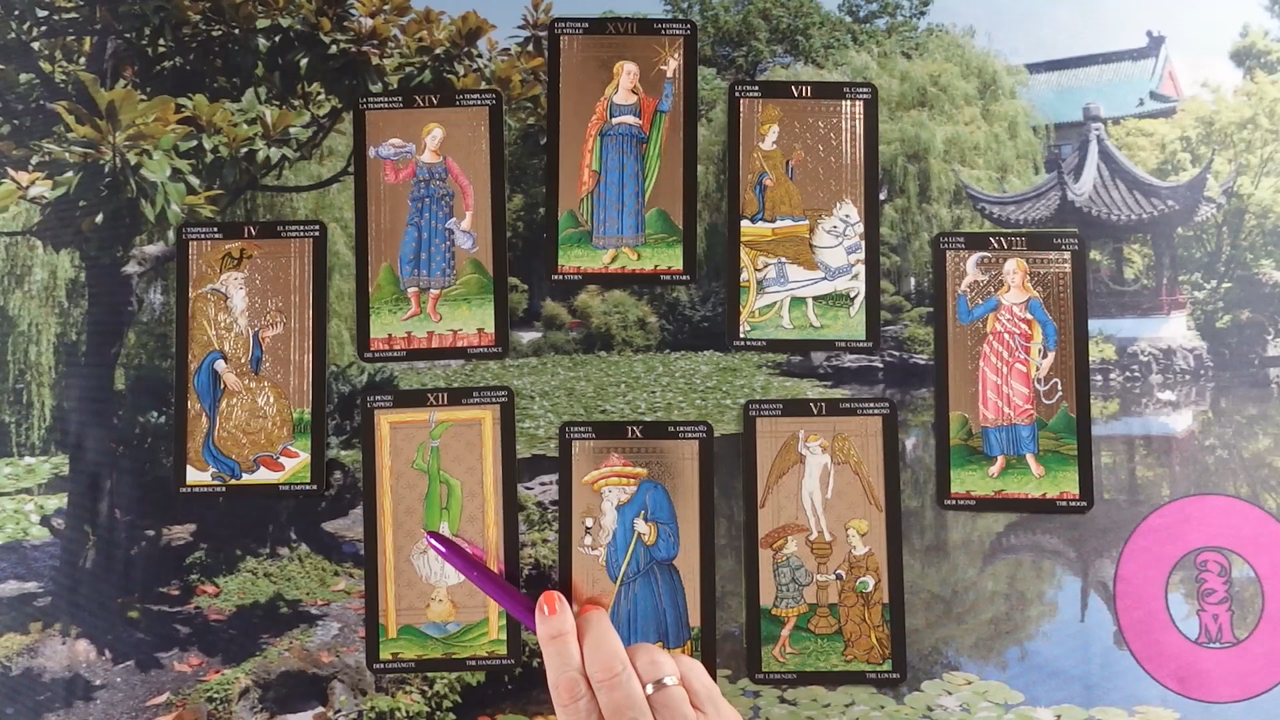 LES ÉTOILES
LE STELLE
XVII
LA ESTRELLA
A ESTRELA
DER STERN
THE STARS
LA TEMPÉRANCE
LA TEMPERANZA
XIV
LA TEMPLANZA
A TEMPERANÇA
DIE MASSIGKEIT
TEMPERANCE
LE CHAR
IL CARRO
VII
EL CARRO
O CARRO
DER WAGEN
THE CHARIOT
L'EMPEREUR
L'IMPERATORE
IV
EL EMPERADOR
O IMPERADOR
DER HERRSCHER
THE EMPEROR
LA LUNE
LA LUNA
XVIII
LA LUNA
A LUA
DER MOND
THE MOON
LE PENDU
L'APPESO
XII
EL COLGADO
O DEPENDURADO
DER GEHÄNGTE
THE HANGED MAN
L'ERMITE
L'EREMITA
IX
EL ERMITAÑO
O ERMITA
LES AMANTS
GLI AMANTI
VI
LOS ENAMORADOS
O AMOROSO
DIE LIEBENDEN
THE LOVERS